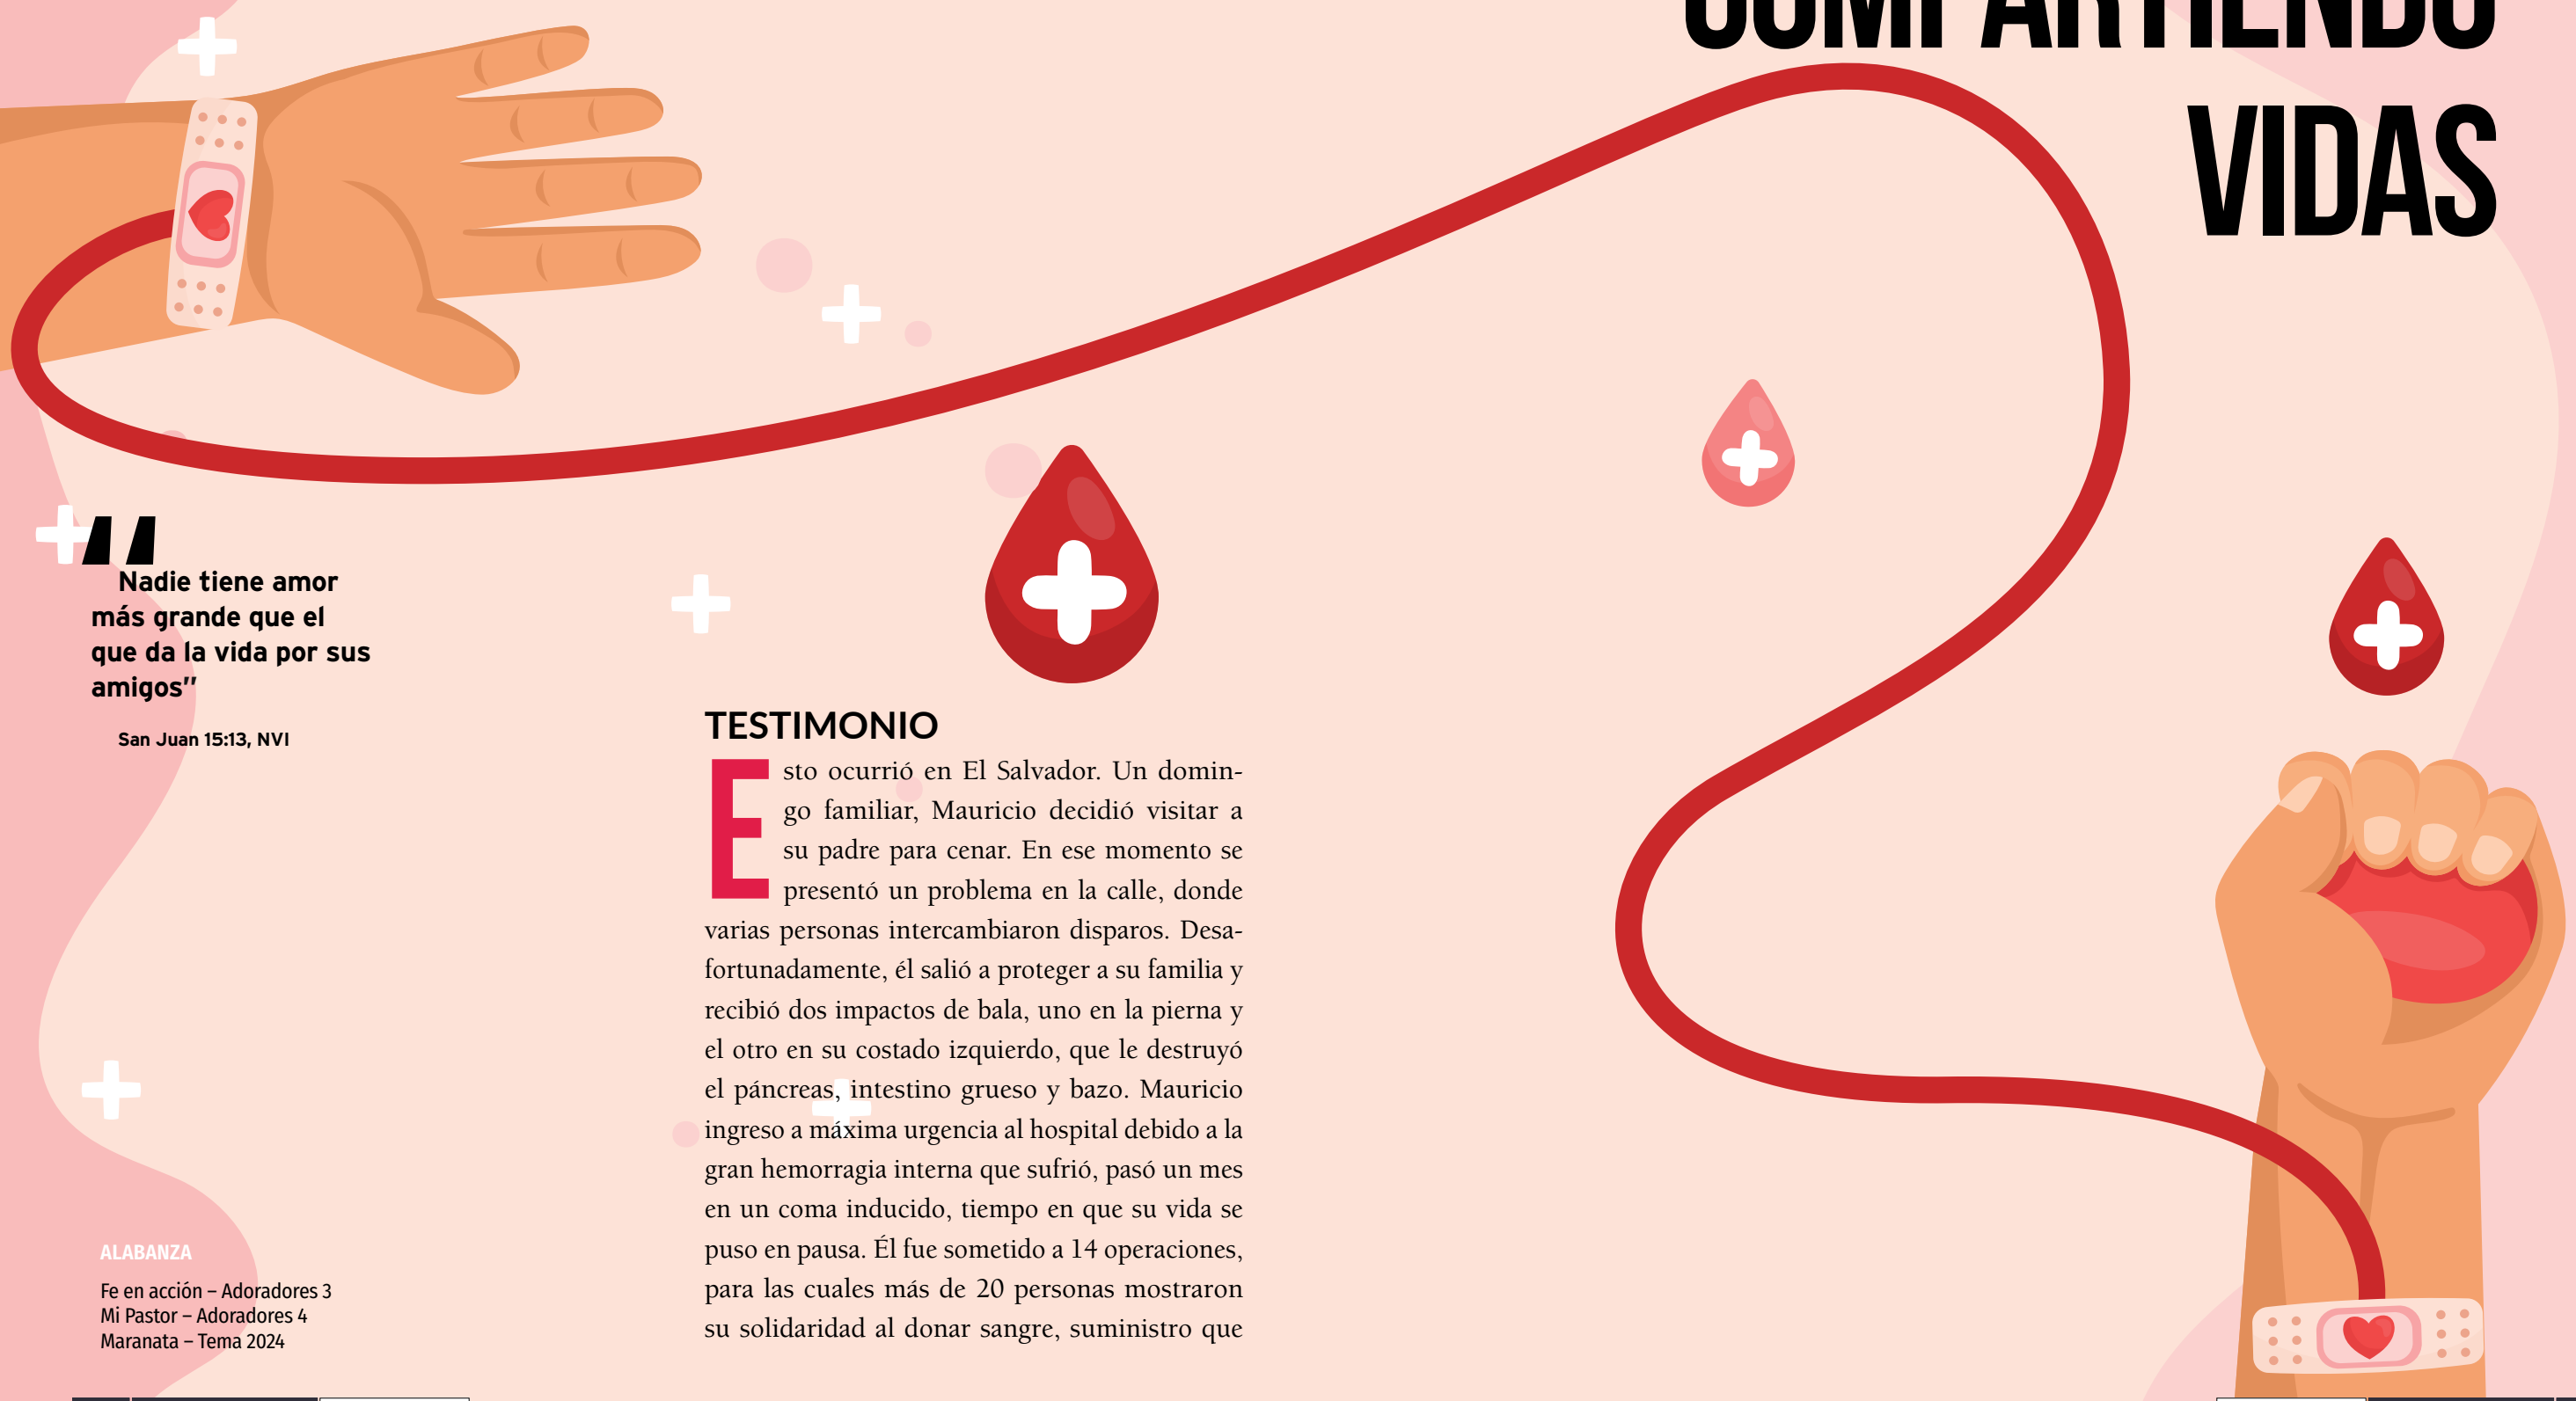 COMPARTIENDO
VIDAS
“
Nadie tiene amor
más grande que el
que da la vida por sus
amigos”
San Juan 15:13, NVI
ALABANZA
Fe en acción – Adoradores 3
Mi Pastor – Adoradores 4
Maranata – Tema 2024
TESTIMONIO
Esto ocurrió en El Salvador. Un domin-
go familiar, Mauricio decidió visitar a
su padre para cenar. En ese momento se
presentó un problema en la calle, donde
varias personas intercambiaron disparos. Desa-
fortunadamente, él salió a proteger a su familia y
recibió dos impactos de bala, uno en la pierna y
el otro en su costado izquierdo, que le destruyó
el páncreas, intestino grueso y bazo. Mauricio
ingreso a máxima urgencia al hospital debido a la
gran hemorragia interna que sufrió, pasó un mes
en un coma inducido, tiempo en que su vida se
puso en pausa. Él fue sometido a 14 operaciones,
para las cuales más de 20 personas mostraron
su solidaridad al donar sangre, suministro que